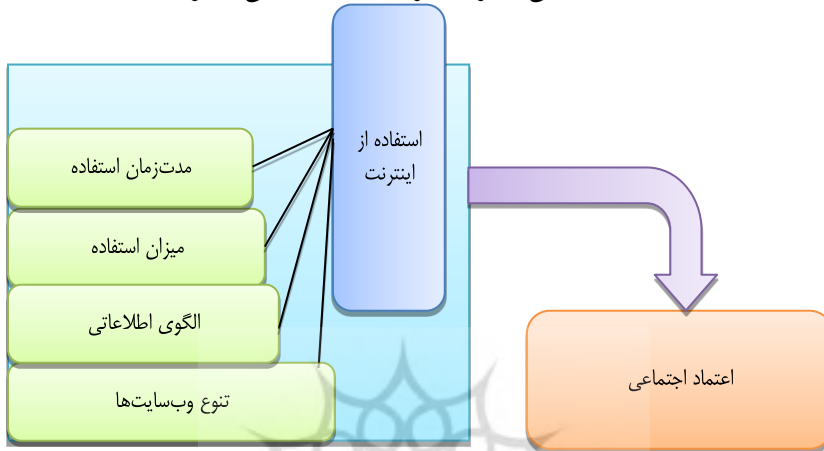 استفاده از
اینترنت
مدت‌زمان استفاده
میزان استفاده
الگوی اطلاعاتی
تنوع وب‌سایت‌ها
اعتماد اجتماعی